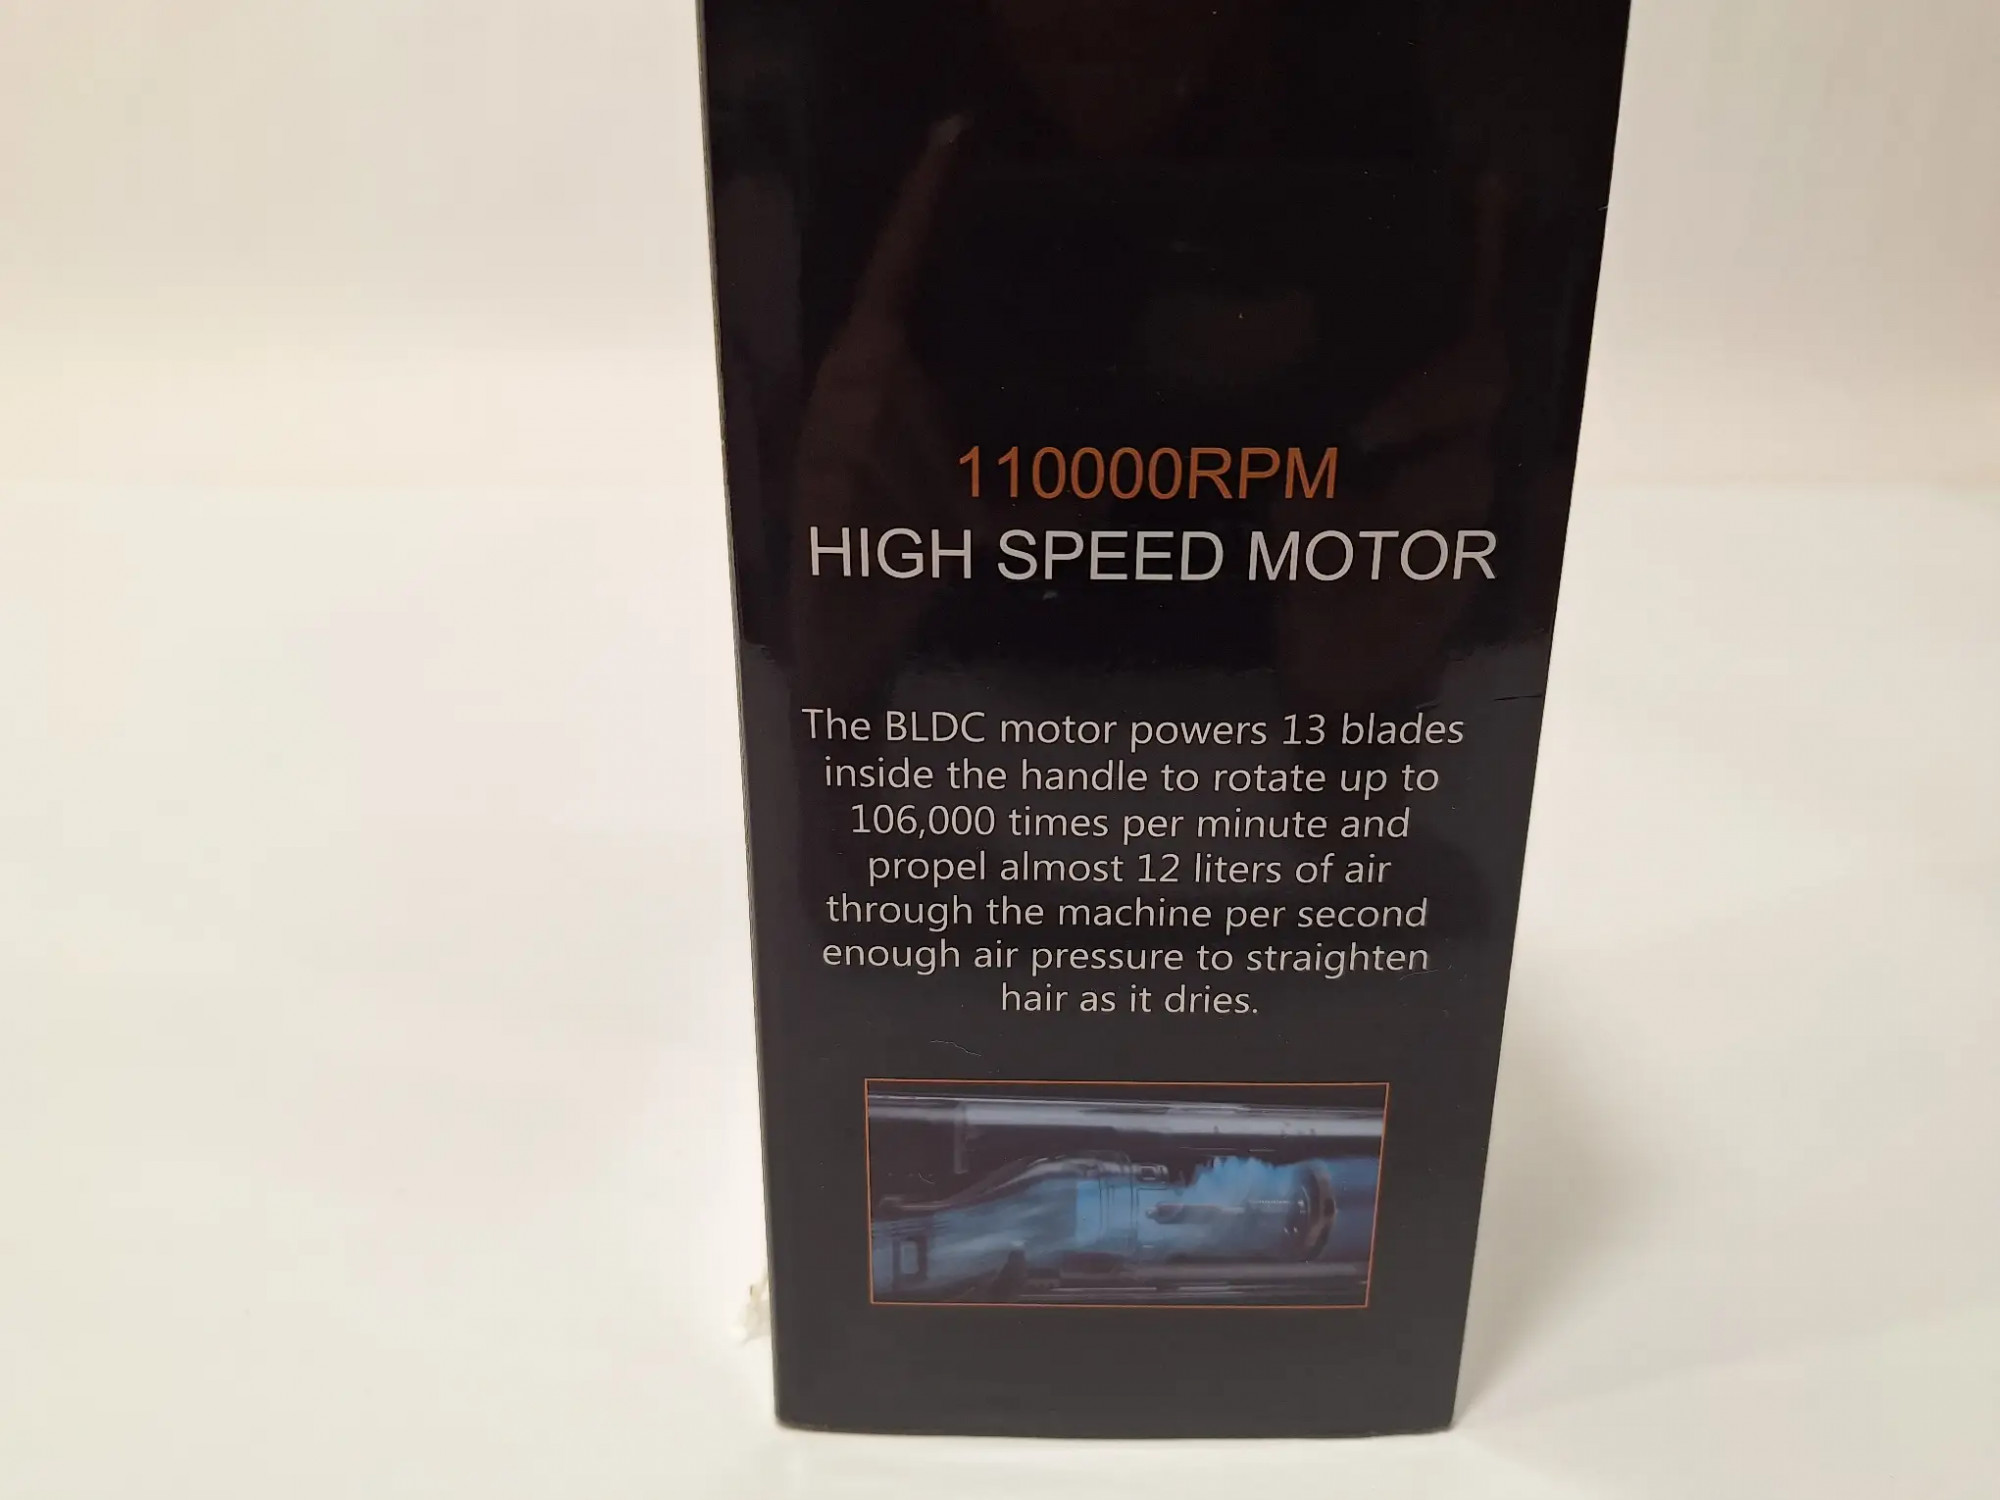 110000RPM
HIGH SPEED MOTOR
The BLDC motor powers 13 blades
inside the handle to rotate up to
106,000 times per minute and
propel almost 12 liters of air
through the machine per second
enough air pressure to straighten
hair as it dries.